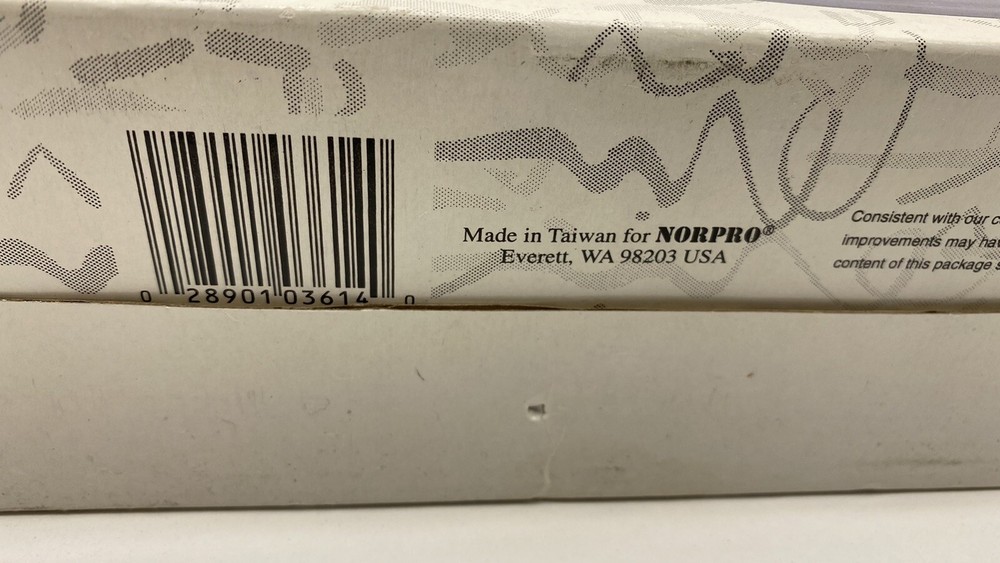 0 28901 03614 0
Made in Taiwan for NORPRO®
Everett, WA 98203 USA
Consistent with our
improvements may
content of this package